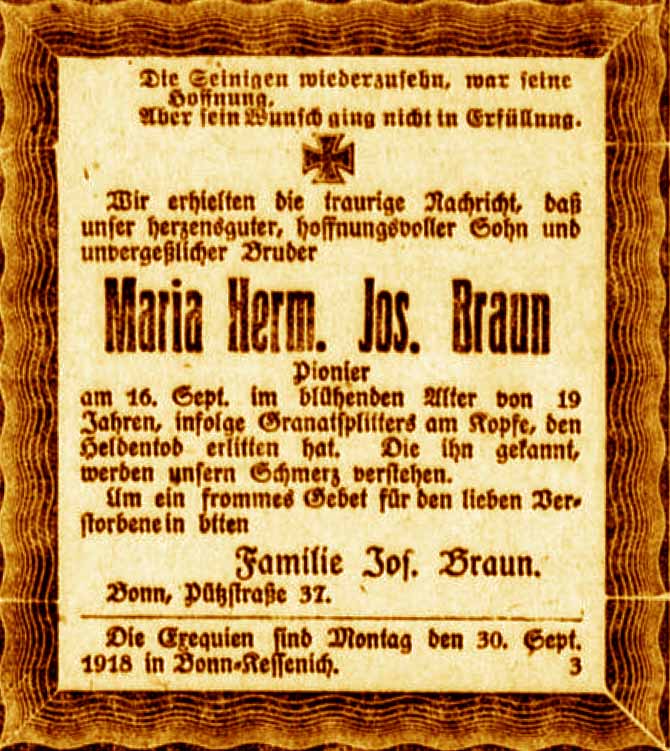 Die Seinigen wiederzusehn, war seine
Hoffnung.
Aber sein Wunsch ging nicht in Erfüllung.
Wir erhielten die traurige Nachricht, daß
unser herzensguter, hoffnungsvoller Sohn und
unvergeßlicher Bruder
Maria Herm. Jos. Braun
Pionier
am 16. Sept. im blühenden Alter von 19
Jahren, infolge Granatsplitters am Kopfe, den
Heldentod erlitten hat. Die ihn gekannt,
werden unsern Schmerz verstehen.
Um ein frommes Gebet für den lieben Ver-
storbenein btten
Familie Jos. Braun.
Bonn, Pützstraße 37.
Die Exequien sind Montag den 30. Sept.
1918 in Bonn-Kessenich. 3